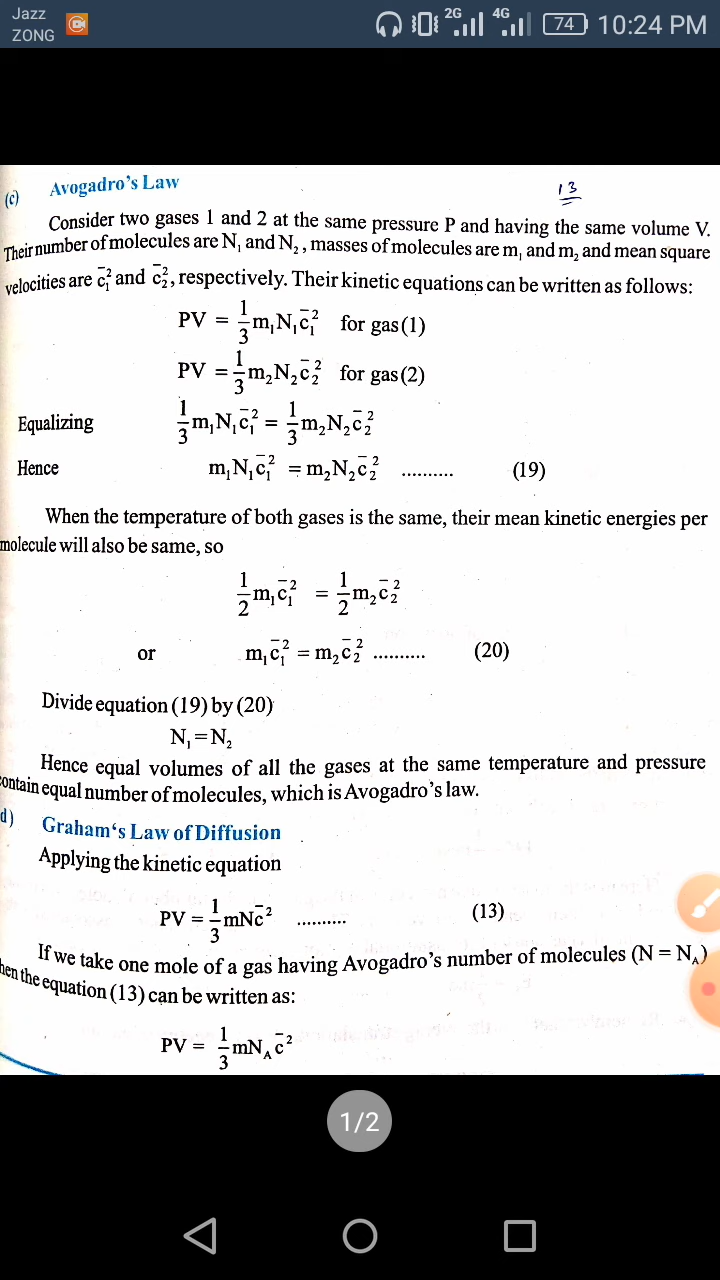 Jazz
ZONG
2G 4G 74 10:24 PM
13
(c) Avogadro's Law
Consider two gases 1 and 2 at the same pressure P and having the same volume V.
Their number of molecules are N₁ and N₂, masses of molecules are m₁ and m₂ and mean square
velocities are c̄₁² and c̄₂², respectively. Their kinetic equations can be written as follows:
PV = 1/3 m₁N₁c̄₁² for gas (1)
PV = 1/3 m₂N₂c̄₂² for gas (2)
Equalizing 1/3 m₁N₁c̄₁² = 1/3 m₂N₂c̄₂²
Hence m₁N₁c̄₁² = m₂N₂c̄₂² .......... (19)
When the temperature of both gases is the same, their mean kinetic energies per
molecule will also be same, so
1/2 m₁c̄₁² = 1/2 m₂c̄₂²
or m₁c̄₁² = m₂c̄₂² .......... (20)
Divide equation (19) by (20)
N₁=N₂
Hence equal volumes of all the gases at the same temperature and pressure
contain equal number of molecules, which is Avogadro's law.
d) Graham‘s Law of Diffusion
Applying the kinetic equation
PV = 1/3 mNc̄² .......... (13)
If we take one mole of a gas having Avogadro's number of molecules (N = N_A)
hen the equation (13) can be written as:
PV = 1/3 mN_A c̄²
1/2